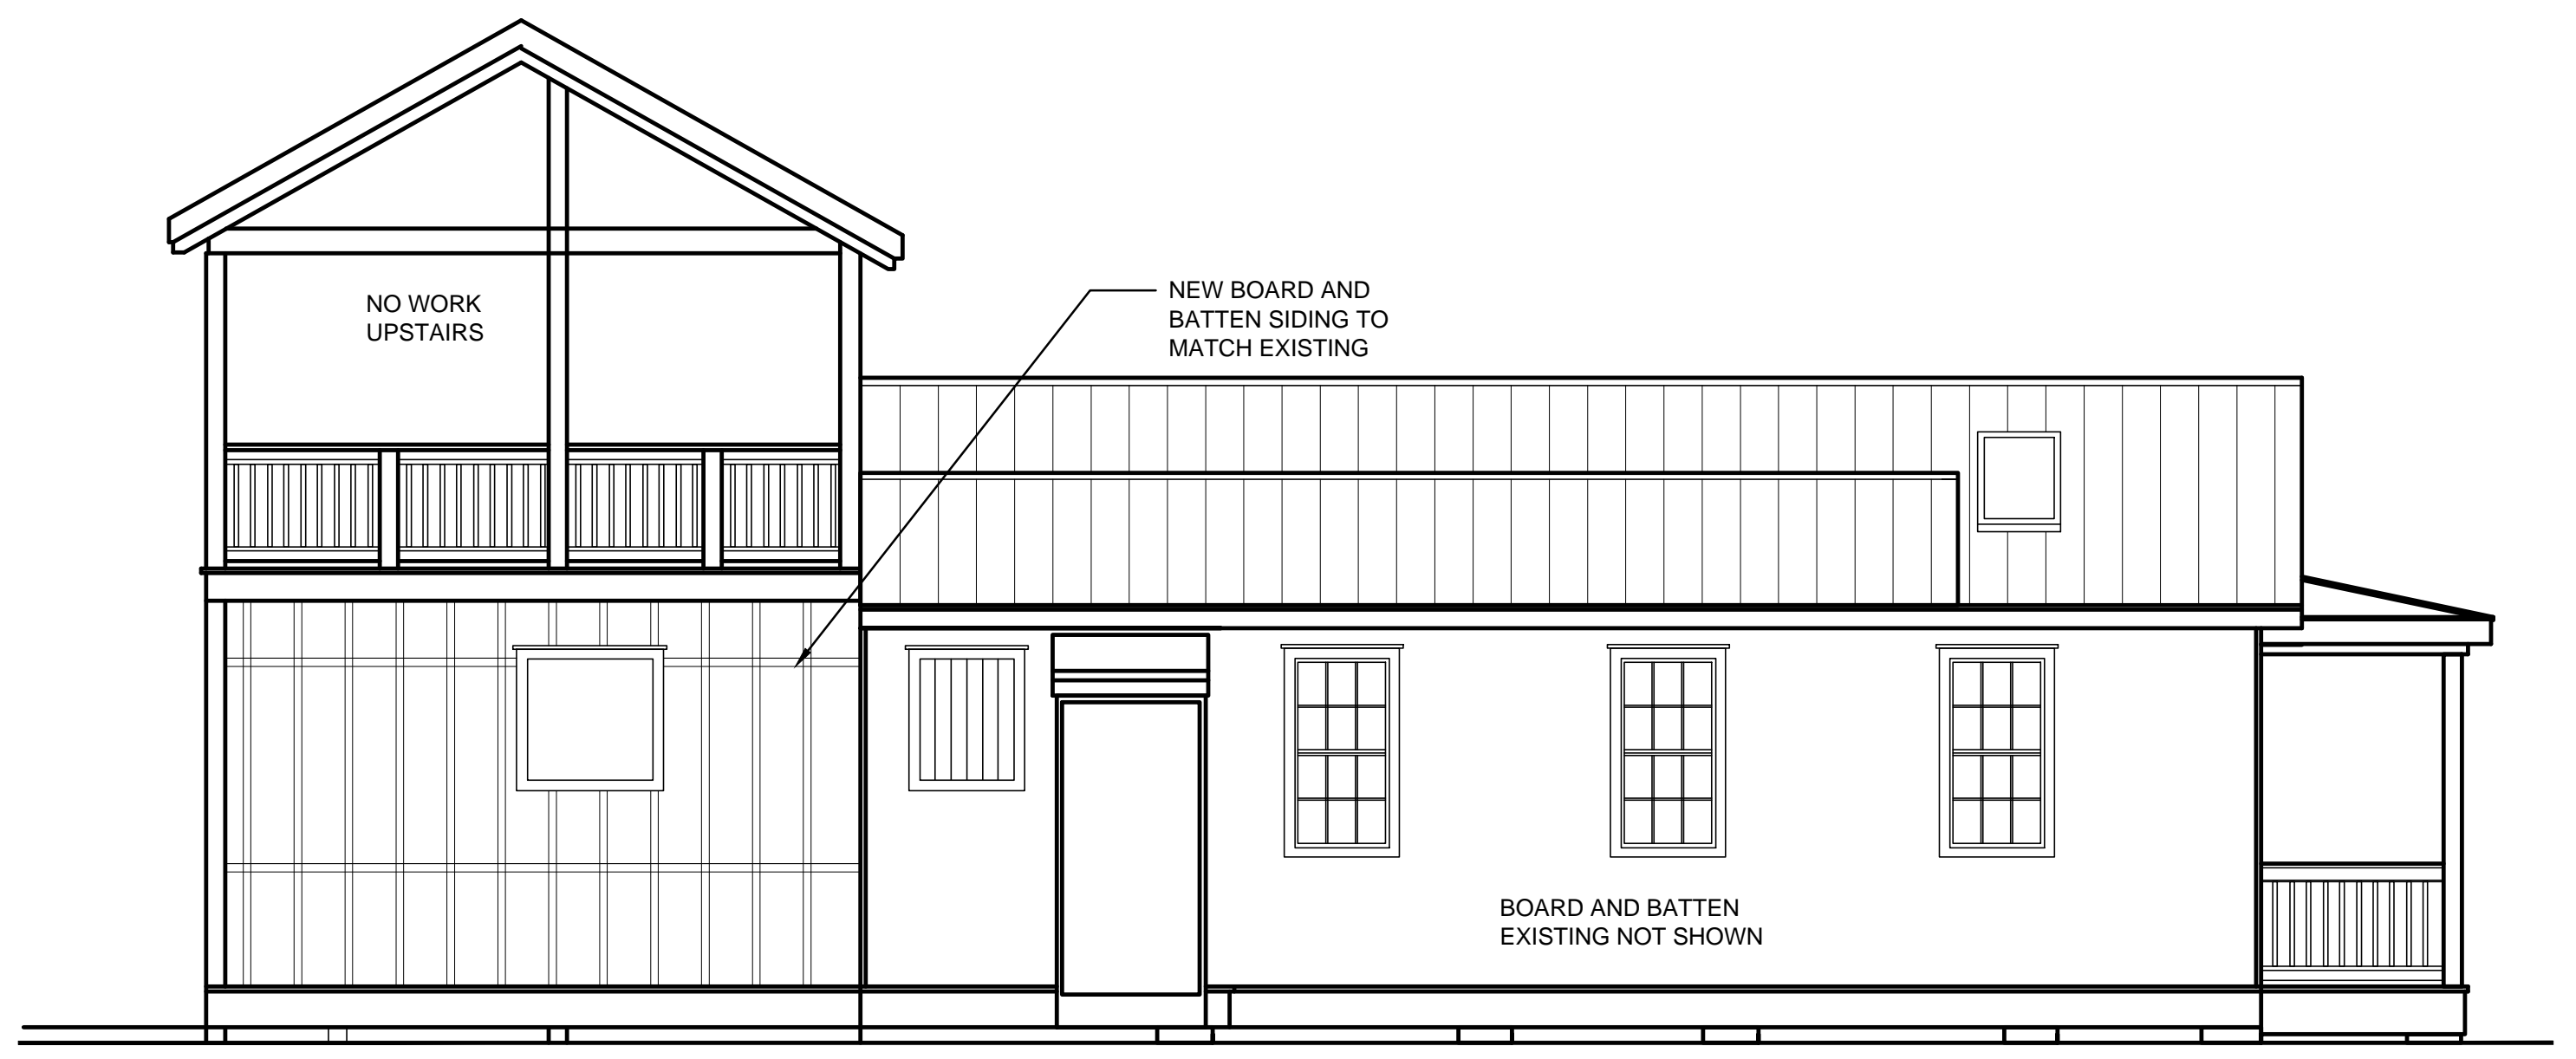 NO WORK
UPSTAIRS
NEW BOARD AND
BATTEN SIDING TO
MATCH EXISTING
BOARD AND BATTEN
EXISTING NOT SHOWN